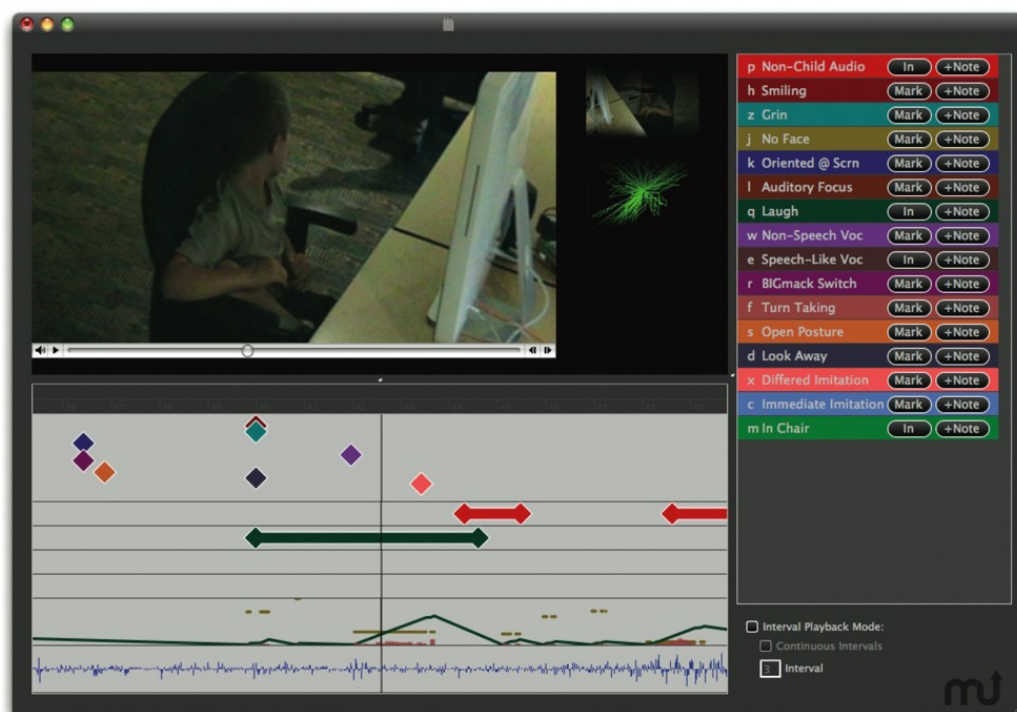 p Non-Child Audio In +Note
h Smiling Mark +Note
z Grin Mark +Note
j No Face Mark +Note
k Oriented @ Scrn Mark +Note
l Auditory Focus Mark +Note
q Laugh In +Note
w Non-Speech Voc Mark +Note
e Speech-Like Voc In +Note
r BIGmack Switch Mark +Note
f Turn Taking Mark +Note
s Open Posture Mark +Note
d Look Away Mark +Note
x Differed Imitation Mark +Note
c Immediate Imitation Mark +Note
m In Chair In +Note
Interval Playback Mode:
Continuous Intervals
3 Interval
mu